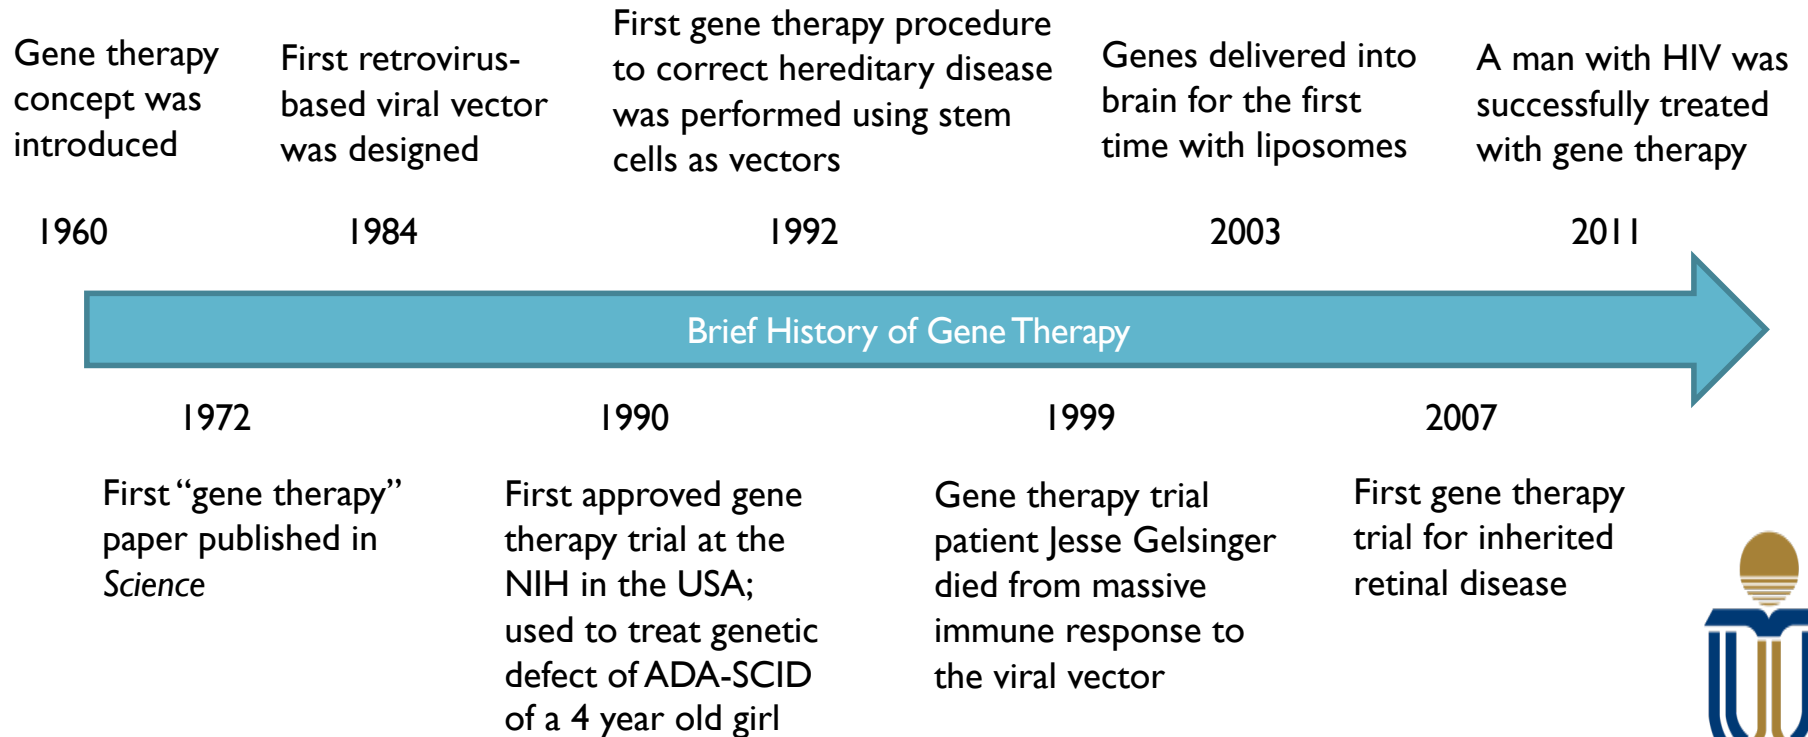 Gene therapy
concept was
introduced
First retrovirus-
based viral vector
was designed
First gene therapy procedure
to correct hereditary disease
was performed using stem
cells as vectors
Genes delivered into
brain for the first
time with liposomes
A man with HIV was
successfully treated
with gene therapy
1960
1984
1992
2003
2011
Brief History of Gene Therapy
1972
1990
1999
2007
First “gene therapy”
paper published in
Science
First approved gene
therapy trial at the
NIH in the USA;
used to treat genetic
defect of ADA-SCID
of a 4 year old girl
Gene therapy trial
patient Jesse Gelsinger
died from massive
immune response to
the viral vector
First gene therapy
trial for inherited
retinal disease